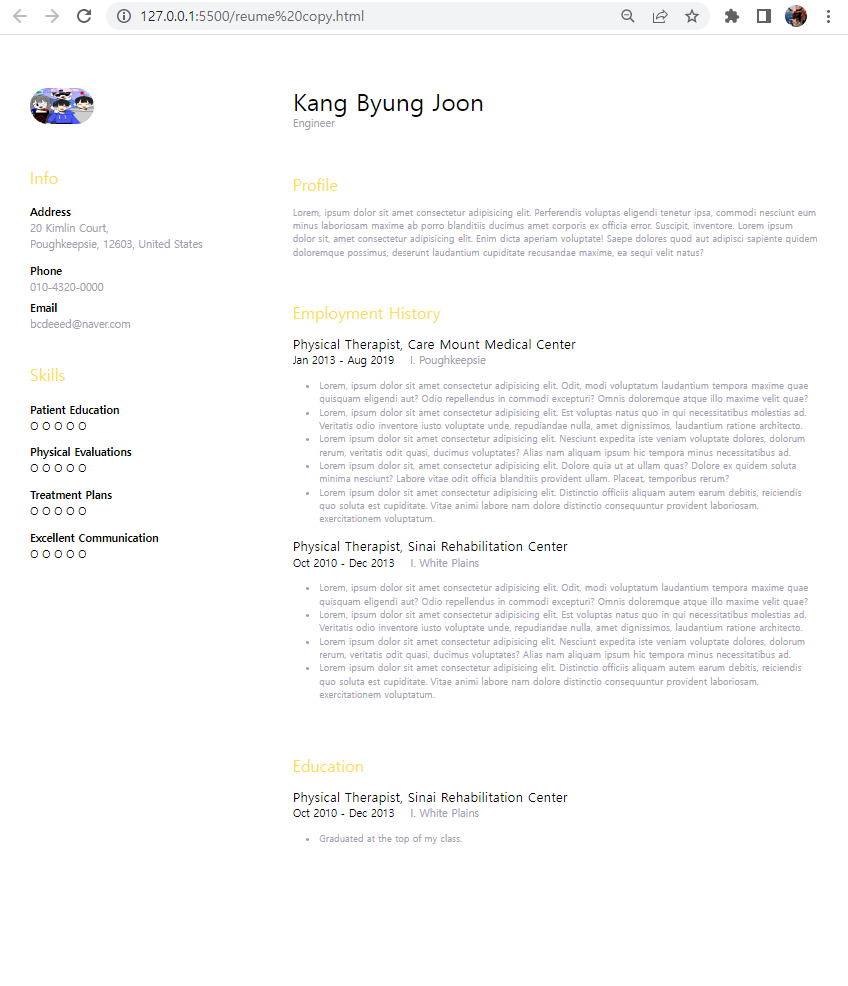 127.0.0.1:5500/reume%20copy.html
Kang Byung Joon
Engineer
Info
Address
20 Kimlin Court,
Poughkeepsie, 12603, United States
Phone
010-4320-0000
Email
bcdeeed@naver.com
Skills
Patient Education
O O O O O
Physical Evaluations
O O O O O
Treatment Plans
O O O O O
Excellent Communication
O O O O O
Profile
Lorem, ipsum dolor sit amet consectetur adipisicing elit. Perferendis voluptas eligendi tenetur ipsa, commodi nesciunt eum
minus laboriosam maxime ab porro blanditiis ducimus amet corporis ex officia error. Suscipit, inventore. Lorem ipsum
dolor sit, amet consectetur adipisicing elit. Enim dicta aperiam voluptate! Saepe dolores quod aut adipisci sapiente quidem
doloremque possimus, deserunt laudantium cupiditate recusandae maxime, ea sequi velit natus?
Employment History
Physical Therapist, Care Mount Medical Center
Jan 2013 - Aug 2019 I. Poughkeepsie
• Lorem, ipsum dolor sit amet consectetur adipisicing elit. Odit, modi voluptatum laudantium tempora maxime quae
quisquam eligendi aut? Odio repellendus in commodi excepturi? Omnis doloremque atque illo maxime velit quae?
• Lorem, ipsum dolor sit amet consectetur adipisicing elit. Est voluptas natus quo in qui necessitatibus molestias ad.
Veritatis odio inventore iusto voluptate unde, repudiandae nulla, amet dignissimos, laudantium ratione architecto.
• Lorem ipsum dolor sit amet consectetur adipisicing elit. Nesciunt expedita iste veniam voluptate dolores, dolorum
rerum, veritatis odit quasi, ducimus voluptates? Alias nam aliquam ipsum hic tempora minus necessitatibus ad.
• Lorem ipsum dolor sit amet consectetur adipisicing elit. Dolore quia ut at ullam quas? Dolore ex quidem soluta
minima nesciunt? Labore vitae odit officia blanditiis provident ullam. Placeat, temporibus rerum?
• Lorem ipsum dolor sit amet consectetur adipisicing elit. Distinctio officiis aliquam autem earum debitis, reiciendis
quo soluta est cupiditate. Vitae animi labore nam dolore distinctio consequuntur provident laboriosam,
exercitationem voluptatum.
Physical Therapist, Sinai Rehabilitation Center
Oct 2010 - Dec 2013 I. White Plains
• Lorem, ipsum dolor sit amet consectetur adipisicing elit. Odit, modi voluptatum laudantium tempora maxime quae
quisquam eligendi aut? Odio repellendus in commodi excepturi? Omnis doloremque atque illo maxime velit quae?
• Lorem, ipsum dolor sit amet consectetur adipisicing elit. Est voluptas natus quo in qui necessitatibus molestias ad.
Veritatis odio inventore iusto voluptate unde, repudiandae nulla, amet dignissimos, laudantium ratione architecto.
• Lorem ipsum dolor sit amet consectetur adipisicing elit. Nesciunt expedita iste veniam voluptate dolores, dolorum
rerum, veritatis odit quasi, ducimus voluptates? Alias nam aliquam ipsum hic tempora minus necessitatibus ad.
• Lorem ipsum dolor sit amet consectetur adipisicing elit. Distinctio officiis aliquam autem earum debitis, reiciendis
quo soluta est cupiditate. Vitae animi labore nam dolore distinctio consequuntur provident laboriosam,
exercitationem voluptatum.
Education
Physical Therapist, Sinai Rehabilitation Center
Oct 2010 - Dec 2013 I. White Plains
• Graduated at the top of my class.